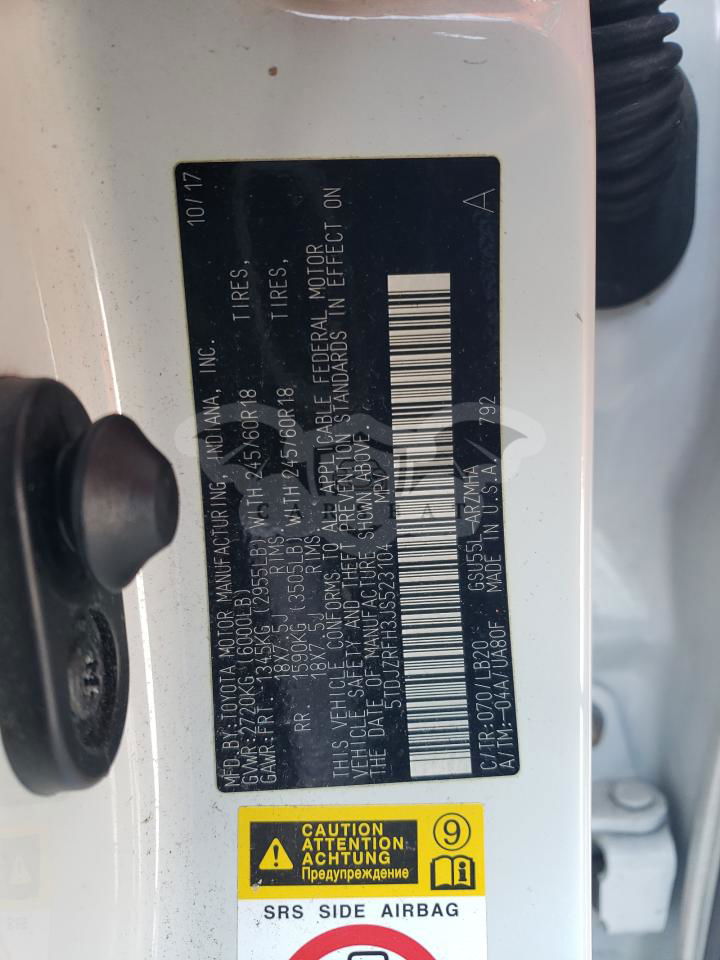 MFD.BY:TOYOTA MOTOR MANUFACTURING, INDIANA, INC. 10/17
GVWR:2720KG (6000LB)
GAWR:FRT. 1345KG(2955LB) WITH 245/60R18 TIRES,
18X7.5J RIMS,
RR. 1590KG (3505LB) WITH 245/60R18 TIRES,
18X7.5J RIMS,
THIS VEHICLE CONFORMS TO ALL APPLICABLE FEDERAL MOTOR
VEHICLE SAFETY AND THEFT PREVENTION STANDARDS IN EFFECT ON
THE DATE OF MANUFACTURE SHOWN ABOVE.
5TDJZRFH3JS523104 MPV
C/TR:070/LB20 GSU55L-ARZMHA A
A/TM:-04A/UA80F MADE IN U.S.A. 792
CAUTION
ATTENTION
ACHTUNG
Предупреждение
9
SRS SIDE AIRBAG